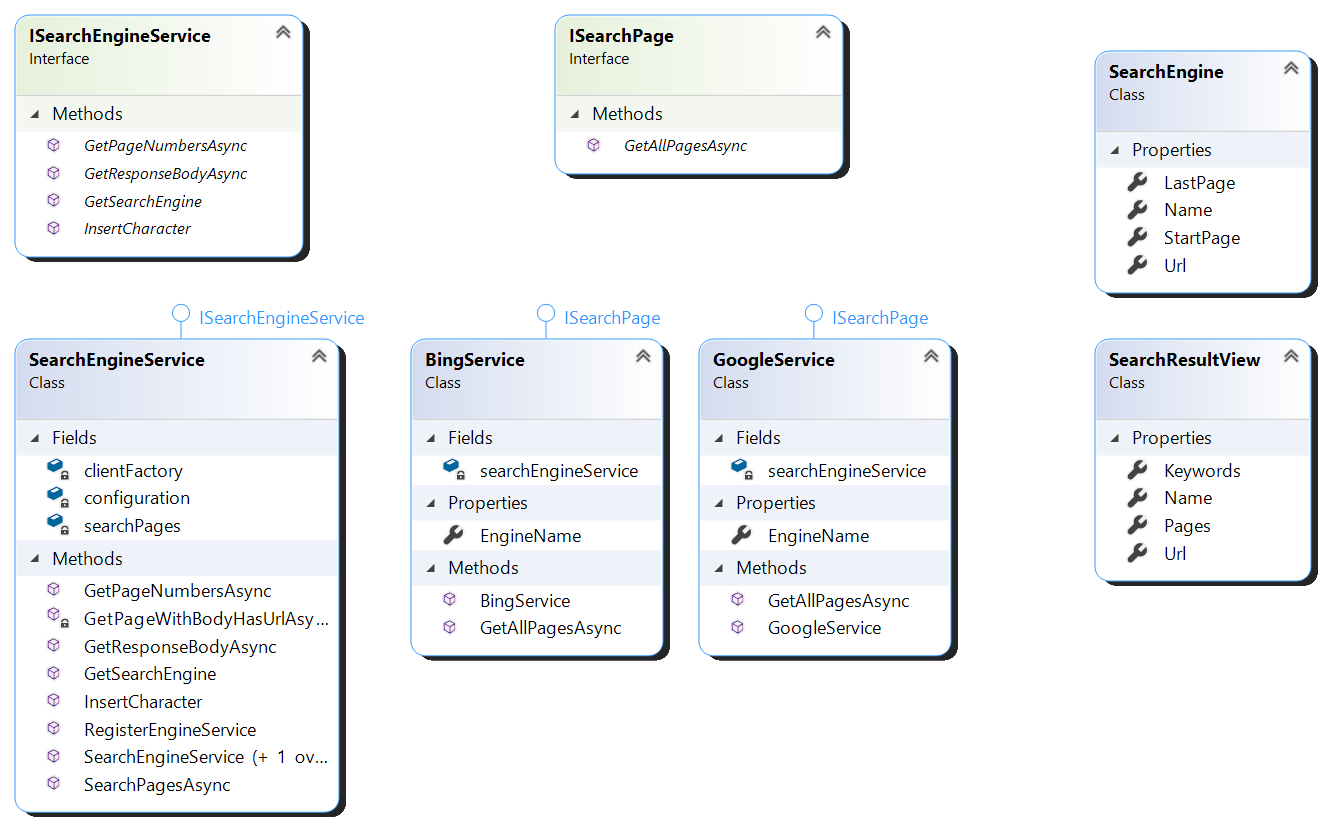 ISearchEngineService
Interface
Methods
GetPageNumbersAsync
GetResponseBodyAsync
GetSearchEngine
InsertCharacter
ISearchPage
Interface
Methods
GetAllPagesAsync
SearchEngine
Class
Properties
LastPage
Name
StartPage
Url
ISearchEngineService
SearchEngineService
Class
Fields
clientFactory
configuration
searchPages
Methods
GetPageNumbersAsync
GetPageWithBodyHasUrlAsy...
GetResponseBodyAsync
GetSearchEngine
InsertCharacter
RegisterEngineService
SearchEngineService (+ 1 ov...
SearchPagesAsync
ISearchPage
BingService
Class
Fields
searchEngineService
Properties
EngineName
Methods
BingService
GetAllPagesAsync
ISearchPage
GoogleService
Class
Fields
searchEngineService
Properties
EngineName
Methods
GetAllPagesAsync
GoogleService
SearchResultView
Class
Properties
Keywords
Name
Pages
Url